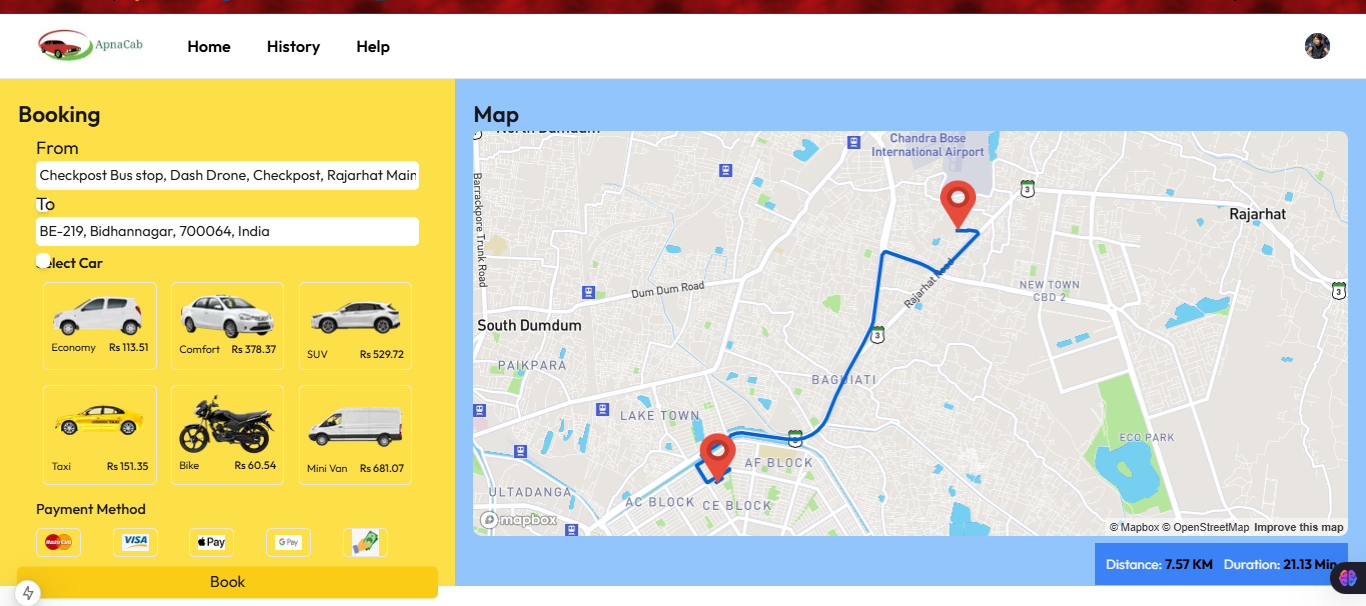 ApnaCab
Home
History
Help
Booking
From
Checkpost Bus stop, Dash Drone, Checkpost, Rajarhat Main
To
BE-219, Bidhannagar, 700064, India
elect Car
Economy Rs 113.51
Comfort Rs 378.37
SUV Rs 529.72
Taxi Rs 151.35
Bike Rs 60.54
Mini Van Rs 681.07
Payment Method
MasterCard
VISA
Pay
G Pay
Book
Map
North Dumdum
Chandra Bose
International Airport
Barrackpore Trunk Road
3
Rajarhat
Dum Dum Road
Rajarhat Road
NEW TOWN
CBD 2
3
South Dumdum
3
PAIKPARA
BAGUIATI
LAKE TOWN
ECO PARK
AF BLOCK
ULTADANGA
AC BLOCK
CE BLOCK
mapbox
© Mapbox © OpenStreetMap Improve this map
Distance: 7.57 KM Duration: 21.13 Min